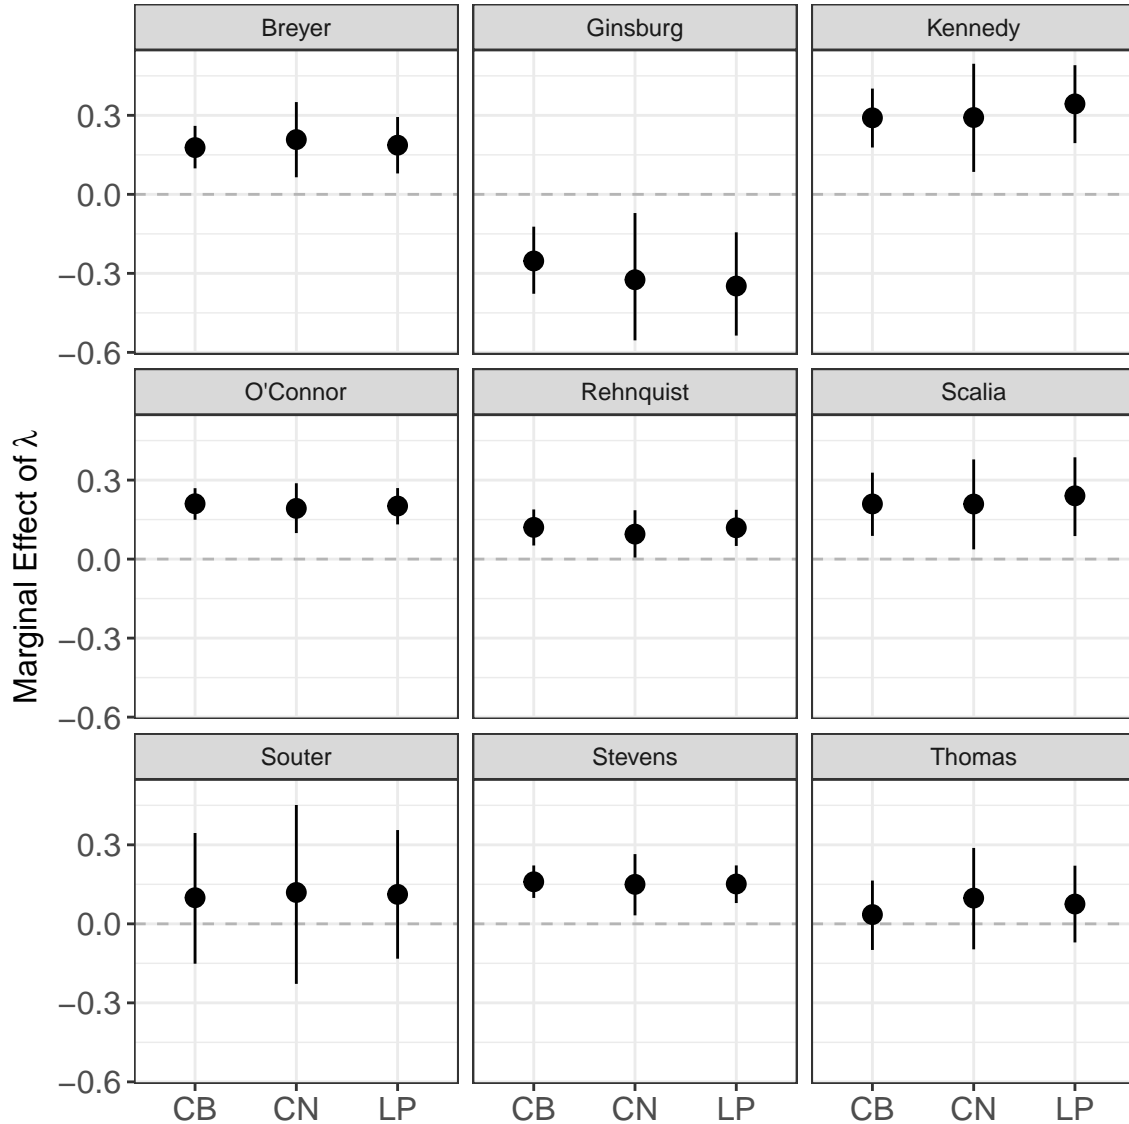 Breyer Ginsburg Kennedy
0.3
0.0
−0.3
−0.6
O'Connor Rehnquist Scalia
0.3
0.0
−0.3
−0.6
Souter Stevens Thomas
0.3
0.0
−0.3
−0.6
CB CN LP CB CN LP CB CN LP
Marginal Effect of λ